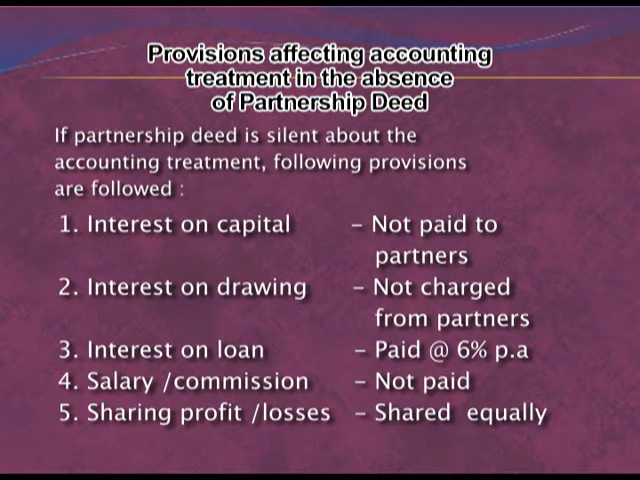 Provisions affecting accounting
treatment in the absence
of Partnership Deed
If partnership deed is silent about the
accounting treatment, following provisions
are followed :
1. Interest on capital – Not paid to
partners
2. Interest on drawing – Not charged
from partners
3. Interest on loan – Paid @ 6% p.a
4. Salary /commission – Not paid
5. Sharing profit /losses – Shared equally